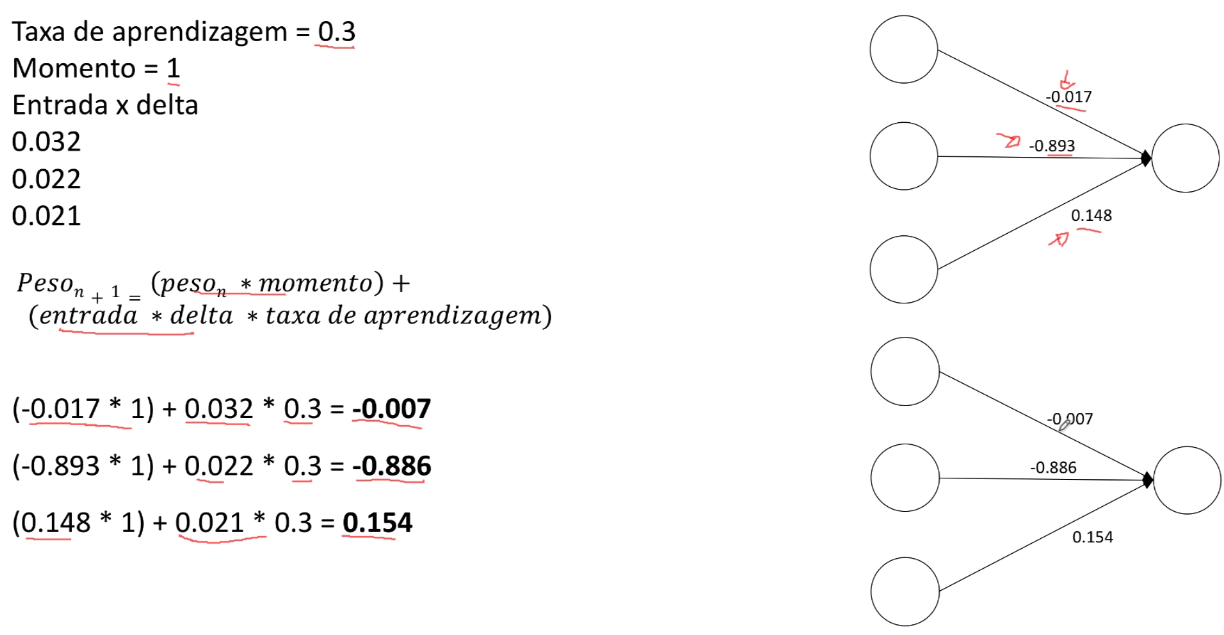 Taxa de aprendizagem = 0.3
Momento = 1
Entrada x delta
0.032
0.022
0.021
Peso n + 1 = (peso n * momento) +
(entrada * delta * taxa de aprendizagem)
(-0.017 * 1) + 0.032 * 0.3 = -0.007
(-0.893 * 1) + 0.022 * 0.3 = -0.886
(0.148 * 1) + 0.021 * 0.3 = 0.154
-0.017
-0.893
0.148
-0.007
-0.886
0.154